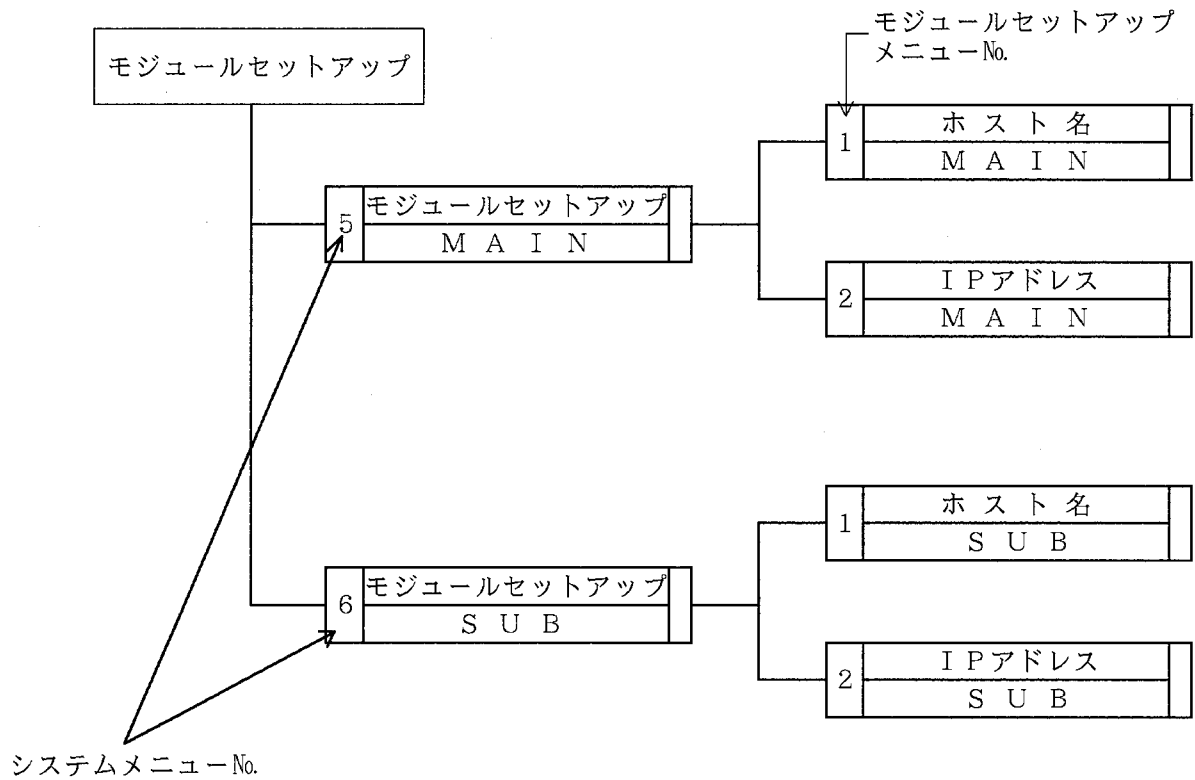 モジュールセットアップ
メニュー№
モジュールセットアップ
1
ホスト名
ＭＡＩＮ
5
モジュールセットアップ
ＭＡＩＮ
2
ＩＰアドレス
ＭＡＩＮ
1
ホスト名
ＳＵＢ
6
モジュールセットアップ
ＳＵＢ
2
ＩＰアドレス
ＳＵＢ
システムメニュー№